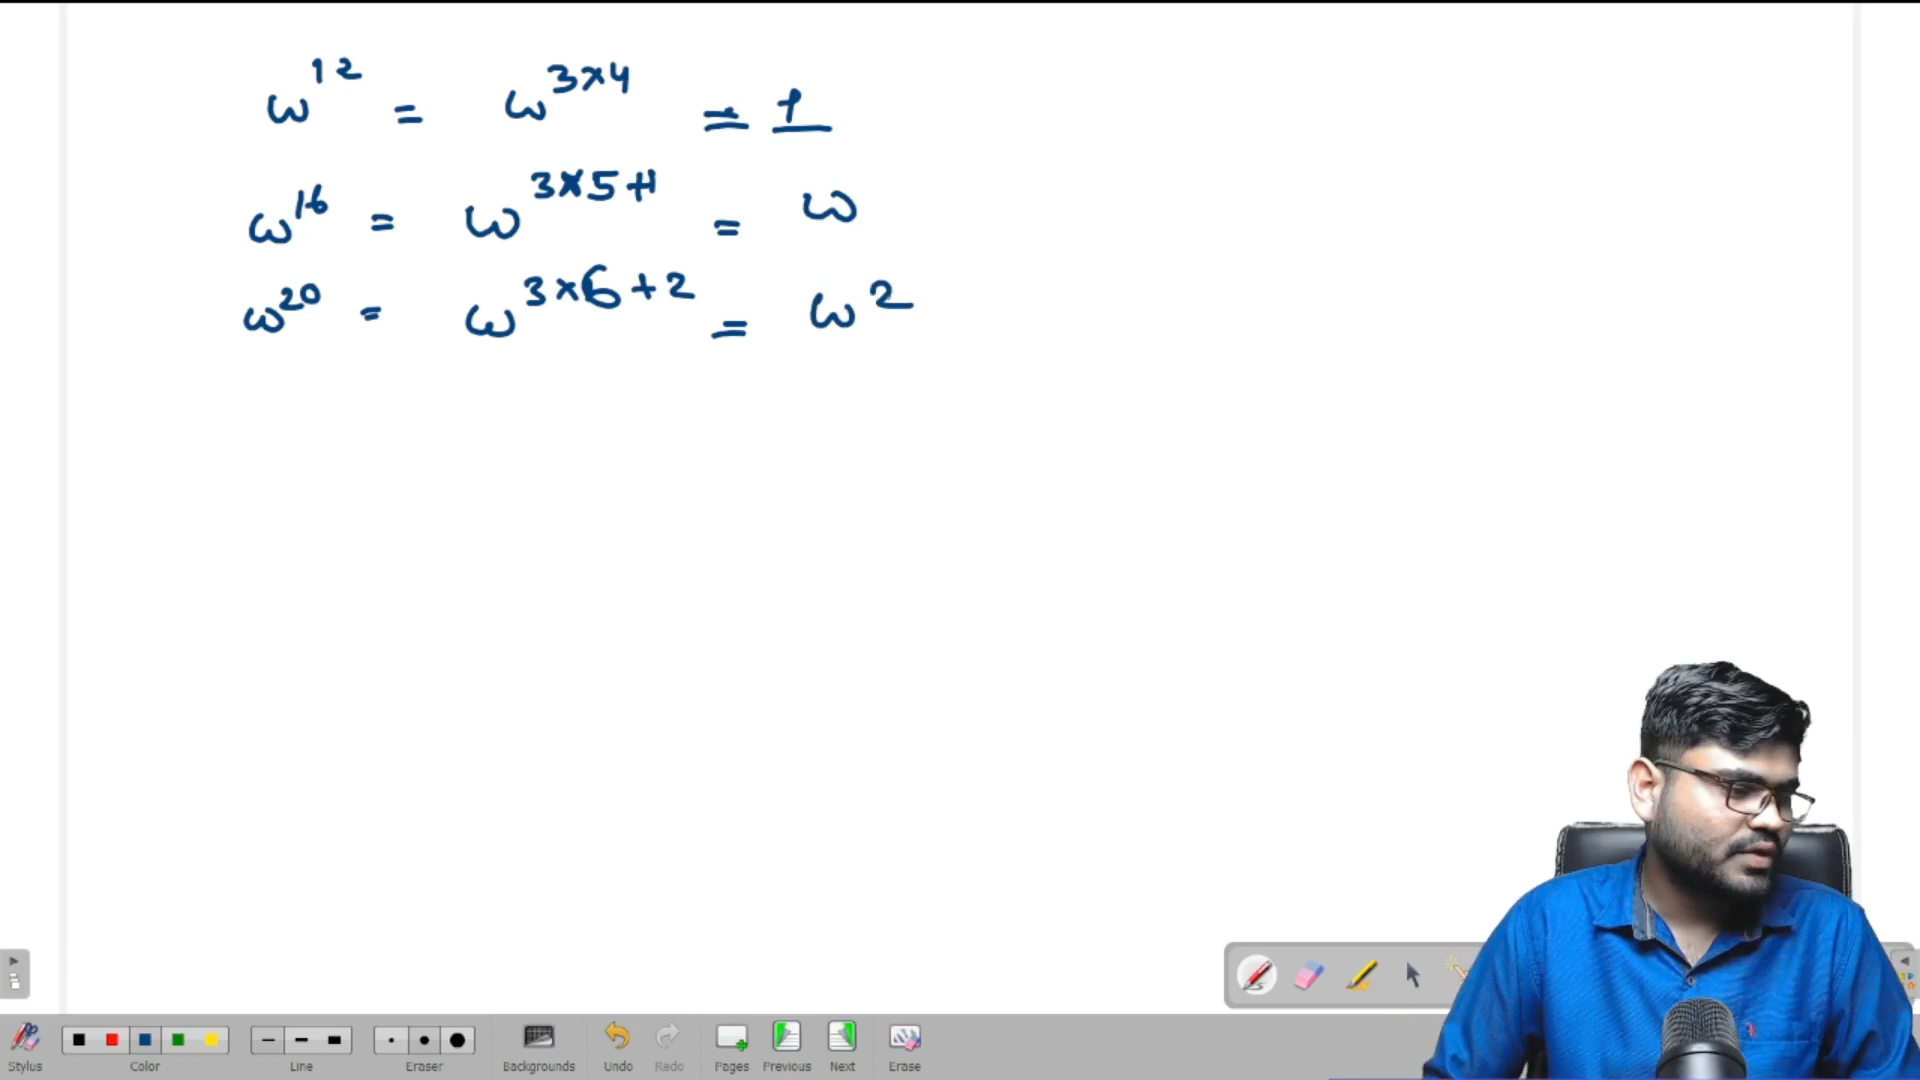 ω¹² = ω³ˣ⁴ = 1
ω¹⁶ = ω³ˣ⁵⁺¹ = ω
ω²⁰ = ω³ˣ⁶⁺² = ω²
Stylus Color Line Eraser Backgrounds Undo Redo Pages Previous Next Erase